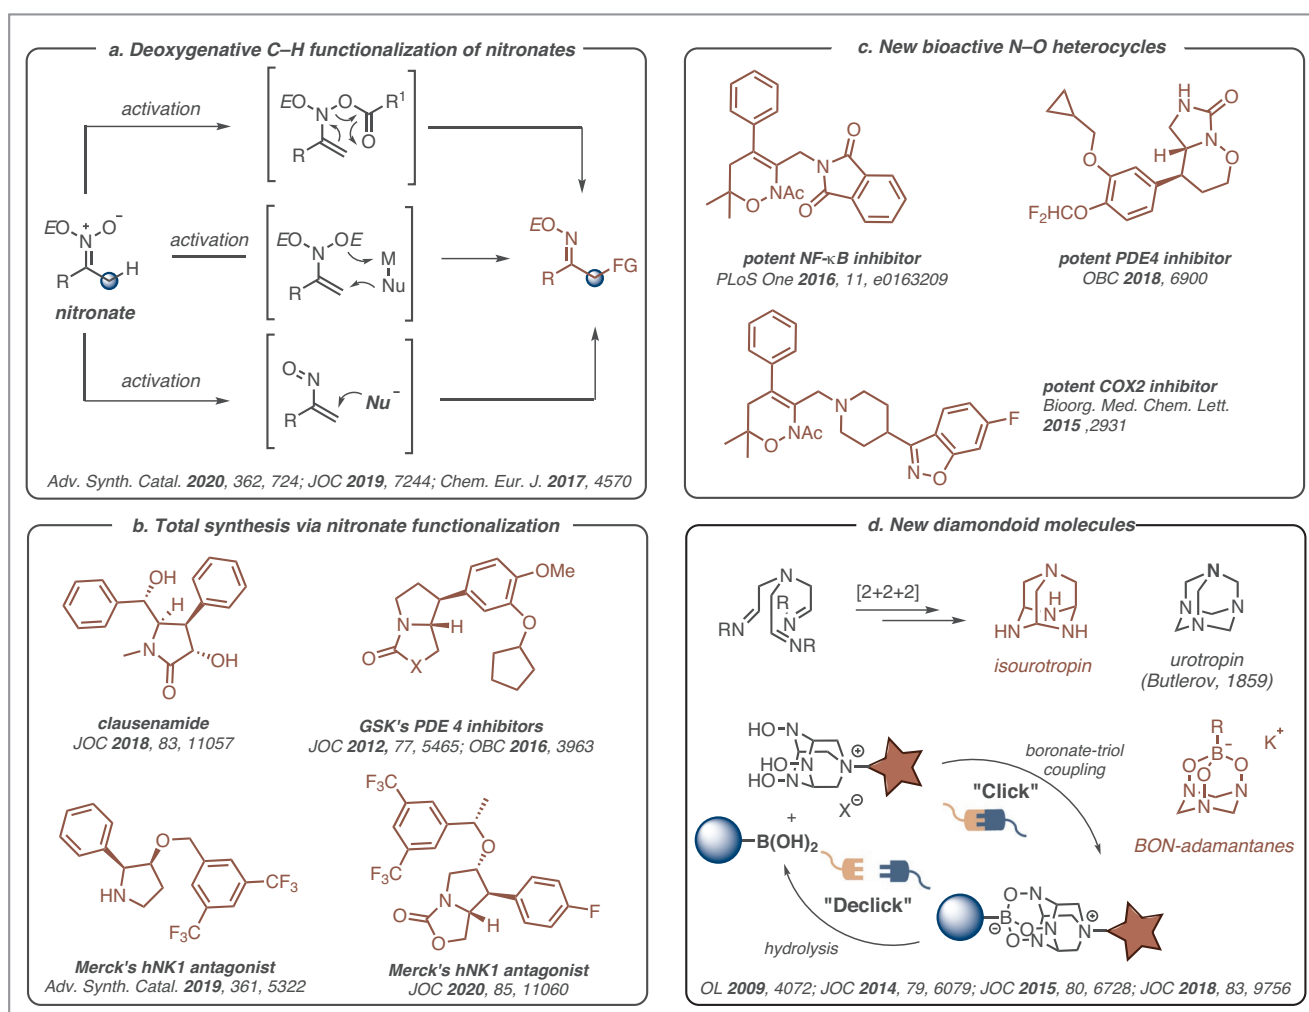 a. Deoxygenative C–H functionalization of nitronates
activation
EO
N
O
R¹
R
O
EO
N⁺
O⁻
R
H
nitronate
activation
EO
OE
N
M
R
Nu
EO
N
R
FG
activation
O
N
R
Nu⁻
Adv. Synth. Catal. 2020, 362, 724; JOC 2019, 7244; Chem. Eur. J. 2017, 4570
c. New bioactive N–O heterocycles
O
N
O
NAc
O
potent NF-κB inhibitor
PLoS One 2016, 11, e0163209
H
N
O
N
O
H
O
F₂HCO
potent PDE4 inhibitor
OBC 2018, 6900
N
O
NAc
F
N
O
potent COX2 inhibitor
Bioorg. Med. Chem. Lett.
2015 ,2931
b. Total synthesis via nitronate functionalization
OH
H
N
OH
O
clausenamide
JOC 2018, 83, 11057
OMe
O
N
H
O
X
GSK's PDE 4 inhibitors
JOC 2012, 77, 5465; OBC 2016, 3963
O
NH
CF₃
F₃C
Merck's hNK1 antagonist
Adv. Synth. Catal. 2019, 361, 5322
F₃C
F₃C
O
N
O
O
H
F
Merck's hNK1 antagonist
JOC 2020, 85, 11060
d. New diamondoid molecules
N
R
N
RN
NR
[2+2+2]
N
N
H
HN
NH
isourotropin
N
N
N
N
urotropin
(Butlerov, 1859)
HO
N
HO
N
HO
N
N
⊕
X⊖
boronate-triol
coupling
"Click"
R
B⁻
O
O
O
N
N
N
K⁺
BON-adamantanes
+
B(OH)₂
"Declick"
hydrolysis
O
N
B
⊖
O
N
O
N
N
⊕
OL 2009, 4072; JOC 2014, 79, 6079; JOC 2015, 80, 6728; JOC 2018, 83, 9756